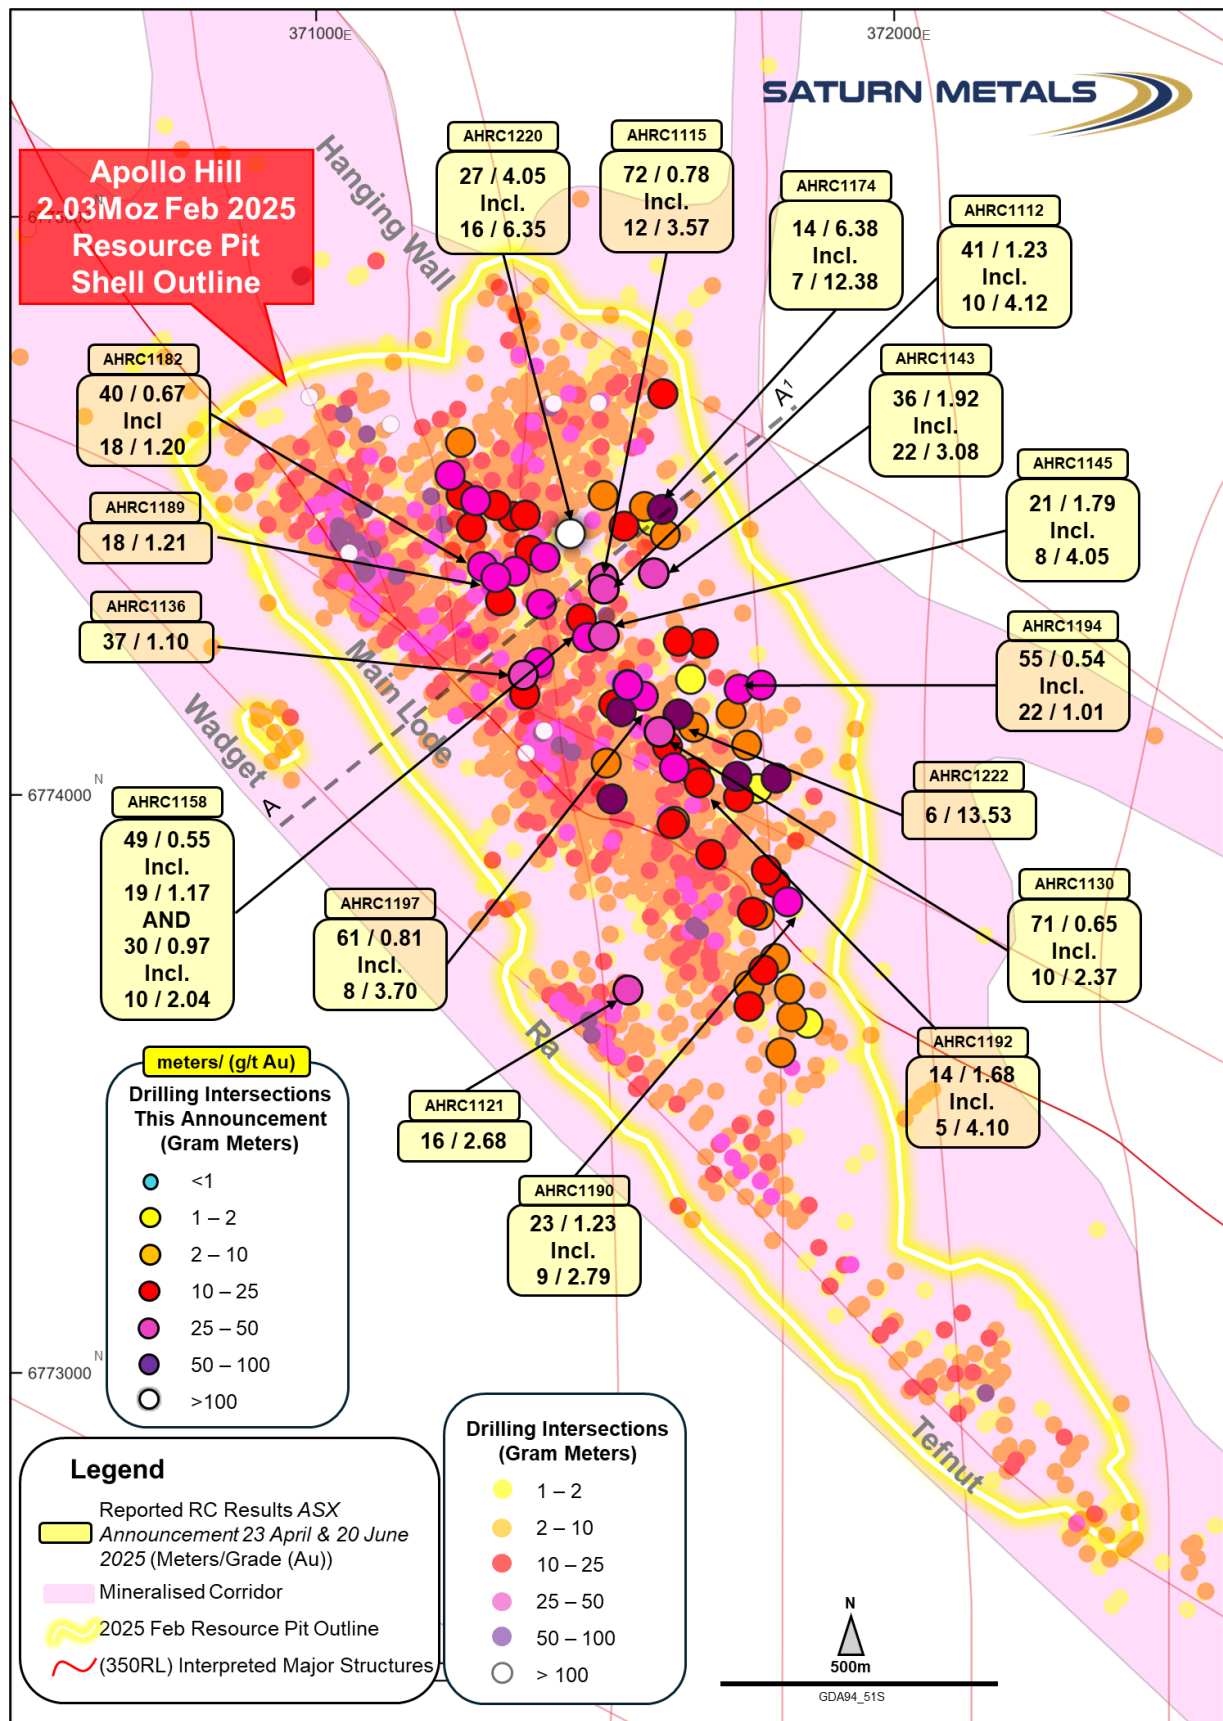 371000E
372000E
SATURN METALS
AHRC1220
27 / 4.05
Incl.
16 / 6.35
AHRC1115
72 / 0.78
Incl.
12 / 3.57
AHRC1174
14 / 6.38
Incl.
7 / 12.38
AHRC1112
41 / 1.23
Incl.
10 / 4.12
Hanging Wall
Apollo Hill
2.03Moz Feb 2025
Resource Pit
Shell Outline
AHRC1182
40 / 0.67
Incl
18 / 1.20
AHRC1143
36 / 1.92
Incl.
22 / 3.08
A1
AHRC1145
21 / 1.79
Incl.
8 / 4.05
AHRC1189
18 / 1.21
AHRC1136
37 / 1.10
AHRC1194
55 / 0.54
Incl.
22 / 1.01
Main Lode
Wadget
A
6774000 N
AHRC1158
49 / 0.55
Incl.
19 / 1.17
AND
30 / 0.97
Incl.
10 / 2.04
AHRC1222
6 / 13.53
AHRC1197
61 / 0.81
Incl.
8 / 3.70
AHRC1130
71 / 0.65
Incl.
10 / 2.37
Ra
AHRC1192
14 / 1.68
Incl.
5 / 4.10
AHRC1121
16 / 2.68
AHRC1190
23 / 1.23
Incl.
9 / 2.79
meters/ (g/t Au)
Drilling Intersections
This Announcement
(Gram Meters)
<1
1 – 2
2 – 10
10 – 25
25 – 50
50 – 100
>100
6773000 N
Tefnut
Drilling Intersections
(Gram Meters)
1 – 2
2 – 10
10 – 25
25 – 50
50 – 100
> 100
Legend
Reported RC Results ASX
Announcement 23 April & 20 June
2025 (Meters/Grade (Au))
Mineralised Corridor
2025 Feb Resource Pit Outline
(350RL) Interpreted Major Structures
N
500m
GDA94_51S